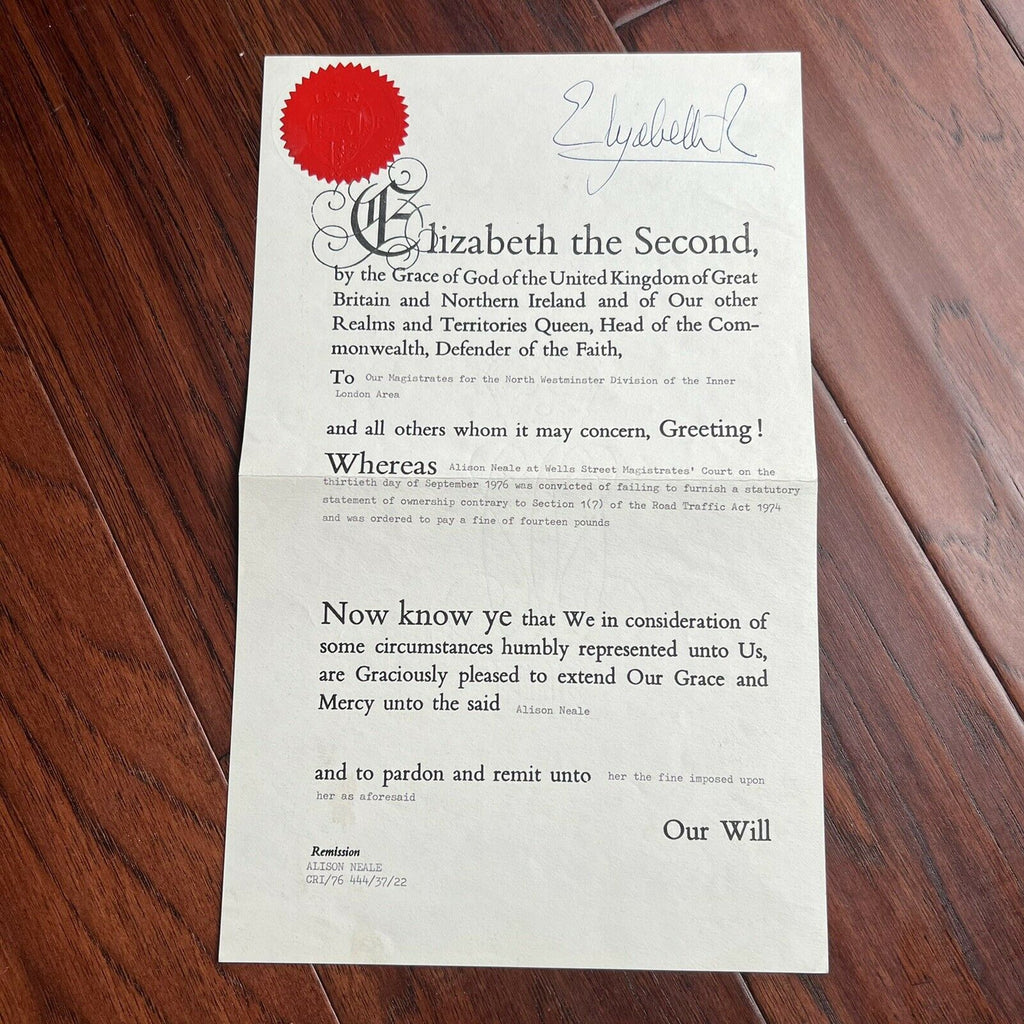 Elizabeth R
Elizabeth the Second,
by the Grace of God of the United Kingdom of Great
Britain and Northern Ireland and of Our other
Realms and Territories Queen, Head of the Com-
monwealth, Defender of the Faith,
To Our Magistrates for the North Westminster Division of the Inner
London Area
and all others whom it may concern, Greeting!
Whereas Alison Neale at Wells Street Magistrates' Court on the
thirtieth day of September 1976 was convicted of failing to furnish a statutory
statement of ownership contrary to Section 1(7) of the Road Traffic Act 1974
and was ordered to pay a fine of fourteen pounds
Now know ye that We in consideration of
some circumstances humbly represented unto Us,
are Graciously pleased to extend Our Grace and
Mercy unto the said Alison Neale
and to pardon and remit unto her the fine imposed upon
her as aforesaid
Our Will
Remission
ALISON NEALE
CRI/76 444/37/22